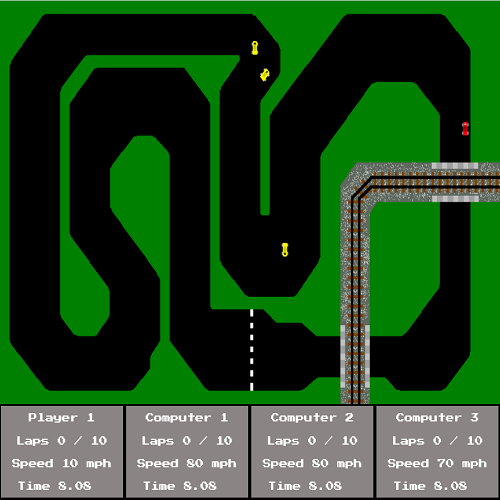 Player 1
Laps 0 / 10
Speed 10 mph
Time 8.08
Computer 1
Laps 0 / 10
Speed 80 mph
Time 8.08
Computer 2
Laps 0 / 10
Speed 80 mph
Time 8.08
Computer 3
Laps 0 / 10
Speed 70 mph
Time 8.08